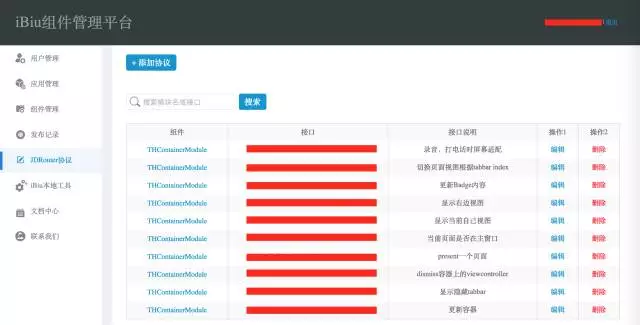 iBiu组件管理平台
退出
用户管理
应用管理
组件管理
发布记录
JDRouter协议
iBiu本地工具
文档中心
联系我们
+ 添加协议
搜索模块名或接口 搜索
组件 接口 接口说明 操作1 操作2
THContainerModule 录音、打电话时屏幕适配 编辑 删除
THContainerModule 切换页面视图根据tabbar index 编辑 删除
THContainerModule 更新Badge内容 编辑 删除
THContainerModule 显示右边视图 编辑 删除
THContainerModule 显示当前自己视图 编辑 删除
THContainerModule 当前页面是否在主窗口 编辑 删除
THContainerModule present一个页面 编辑 删除
THContainerModule dismiss容器上的viewcontroller 编辑 删除
THContainerModule 显示隐藏tabbar 编辑 删除
THContainerModule 更新容器 编辑 删除